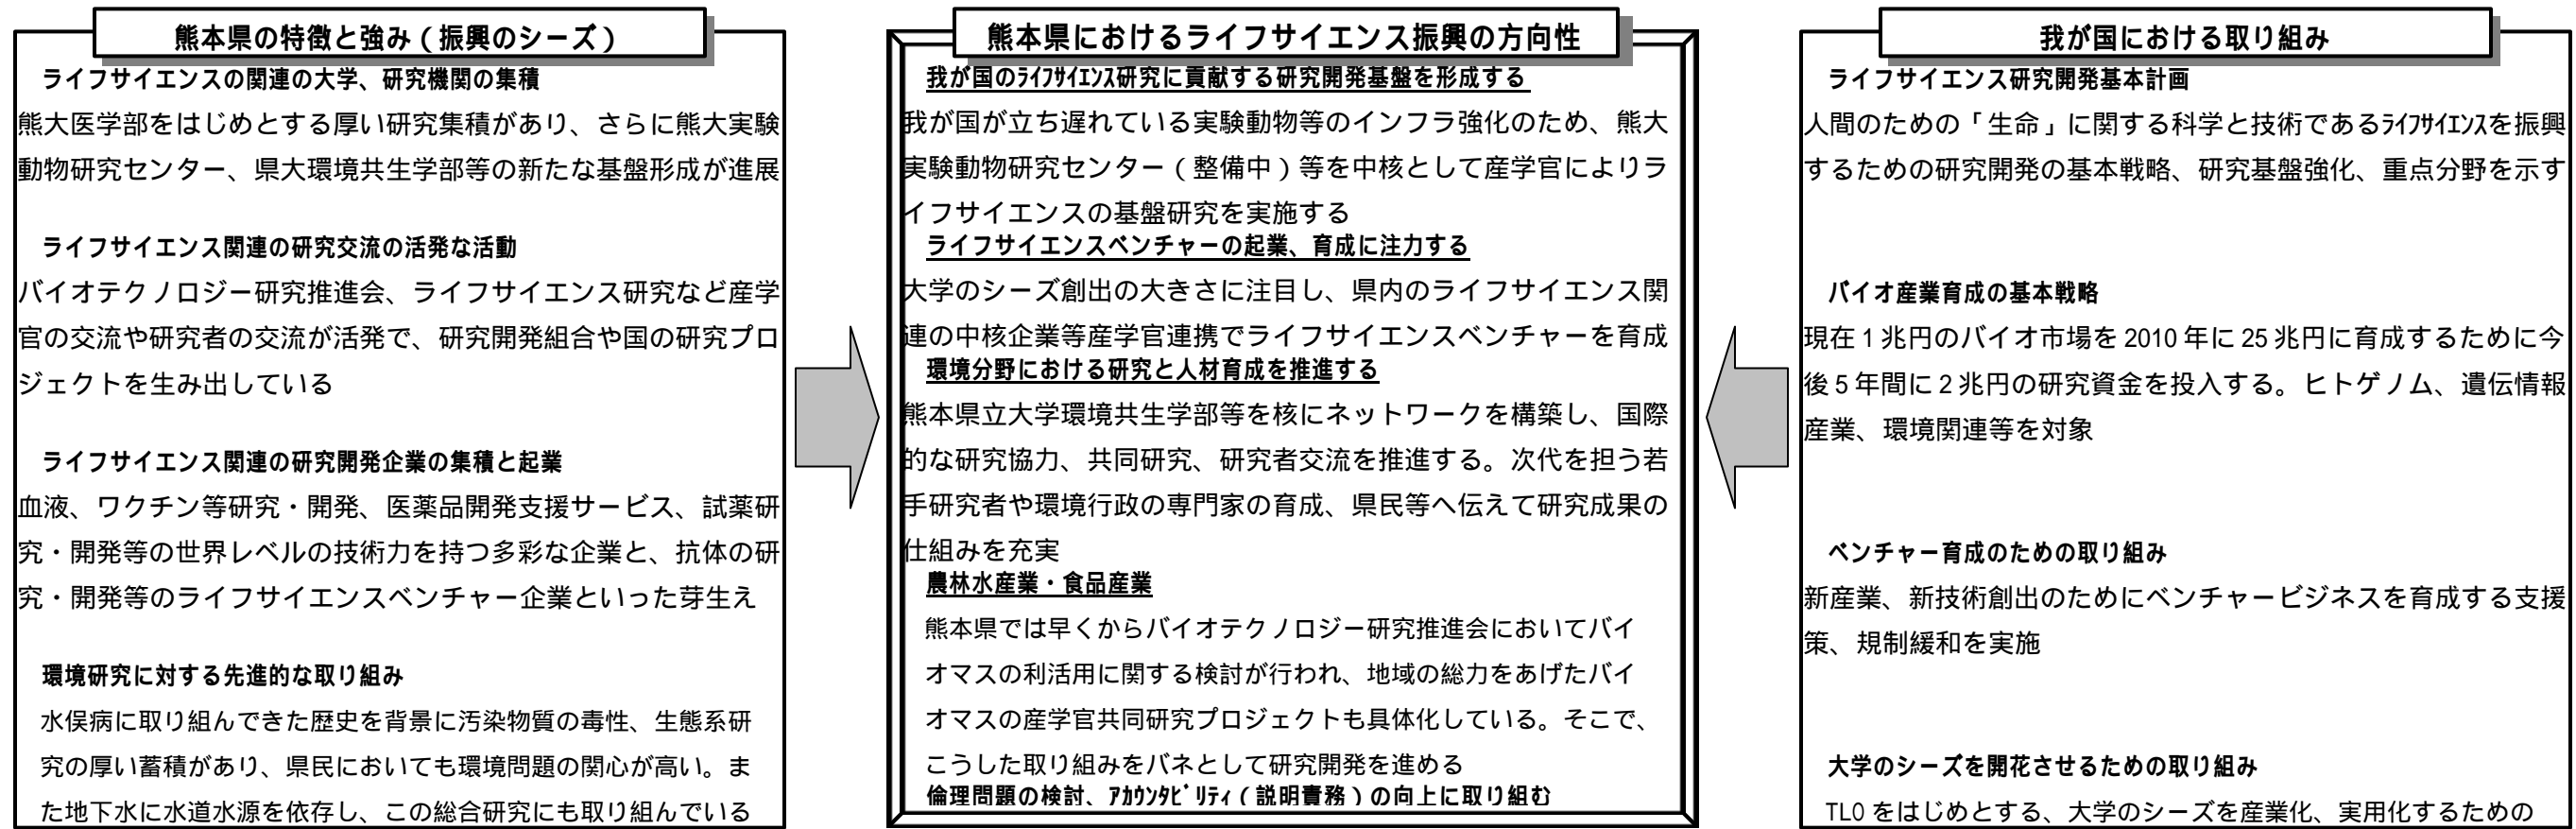 熊本県の特徴と強み（振興のシーズ）
ライフサイエンスの関連の大学、研究機関の集積
熊大医学部をはじめとする厚い研究集積があり、さらに熊大実験
動物研究センター、県大環境共生学部等の新たな基盤形成が進展
ライフサイエンス関連の研究交流の活発な活動
バイオテクノロジー研究推進会、ライフサイエンス研究など産学
官の交流や研究者の交流が活発で、研究開発組合や国の研究プロ
ジェクトを生み出している
ライフサイエンス関連の研究開発企業の集積と起業
血液、ワクチン等研究・開発、医薬品開発支援サービス、試薬研
究・開発等の世界レベルの技術力を持つ多彩な企業と、抗体の研
究・開発等のライフサイエンスベンチャー企業といった芽生え
環境研究に対する先進的な取り組み
水俣病に取り組んできた歴史を背景に汚染物質の毒性、生態系研
究の厚い蓄積があり、県民においても環境問題の関心が高い。ま
た地下水に水道水源を依存し、この総合研究にも取り組んでいる
熊本県におけるライフサイエンス振興の方向性
我が国のﾗｲﾌｻｲｴﾝｽ研究に貢献する研究開発基盤を形成する
我が国が立ち遅れている実験動物等のインフラ強化のため、熊大
実験動物研究センター（整備中）等を中核として産学官によりラ
イフサイエンスの基盤研究を実施する
ライフサイエンスベンチャーの起業、育成に注力する
大学のシーズ創出の大きさに注目し、県内のライフサイエンス関
連の中核企業等産学官連携でライフサイエンスベンチャーを育成
環境分野における研究と人材育成を推進する
熊本県立大学環境共生学部等を核にネットワークを構築し、国際
的な研究協力、共同研究、研究者交流を推進する。次代を担う若
手研究者や環境行政の専門家の育成、県民等へ伝えて研究成果の
仕組みを充実
農林水産業・食品産業
熊本県では早くからバイオテクノロジー研究推進会においてバイ
オマスの利活用に関する検討が行われ、地域の総力をあげたバイ
オマスの産学官共同研究プロジェクトも具体化している。そこで、
こうした取り組みをバネとして研究開発を進める
倫理問題の検討、ｱｶｳﾝﾀﾋﾞﾘﾃｨ（説明責務）の向上に取り組む
我が国における取り組み
ライフサイエンス研究開発基本計画
人間のための「生命」に関する科学と技術であるﾗｲﾌｻｲｴﾝｽを振興
するための研究開発の基本戦略、研究基盤強化、重点分野を示す
バイオ産業育成の基本戦略
現在1兆円のバイオ市場を2010年に25兆円に育成するために今
後5年間に2兆円の研究資金を投入する。ヒトゲノム、遺伝情報
産業、環境関連等を対象
ベンチャー育成のための取り組み
新産業、新技術創出のためにベンチャービジネスを育成する支援
策、規制緩和を実施
大学のシーズを開花させるための取り組み
TLOをはじめとする、大学のシーズを産業化、実用化するための